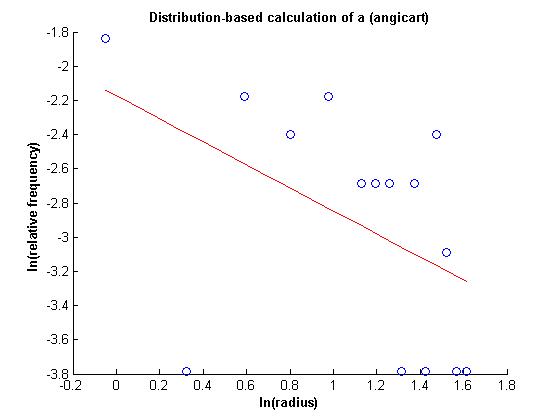 Distribution-based calculation of a (angicart)
-1.8
-2
-2.2
-2.4
-2.6
-2.8
-3
-3.2
-3.4
-3.6
-3.8
ln(relative frequency)
-0.2 0 0.2 0.4 0.6 0.8 1.0 1.2 1.4 1.6 1.8
ln(radius)